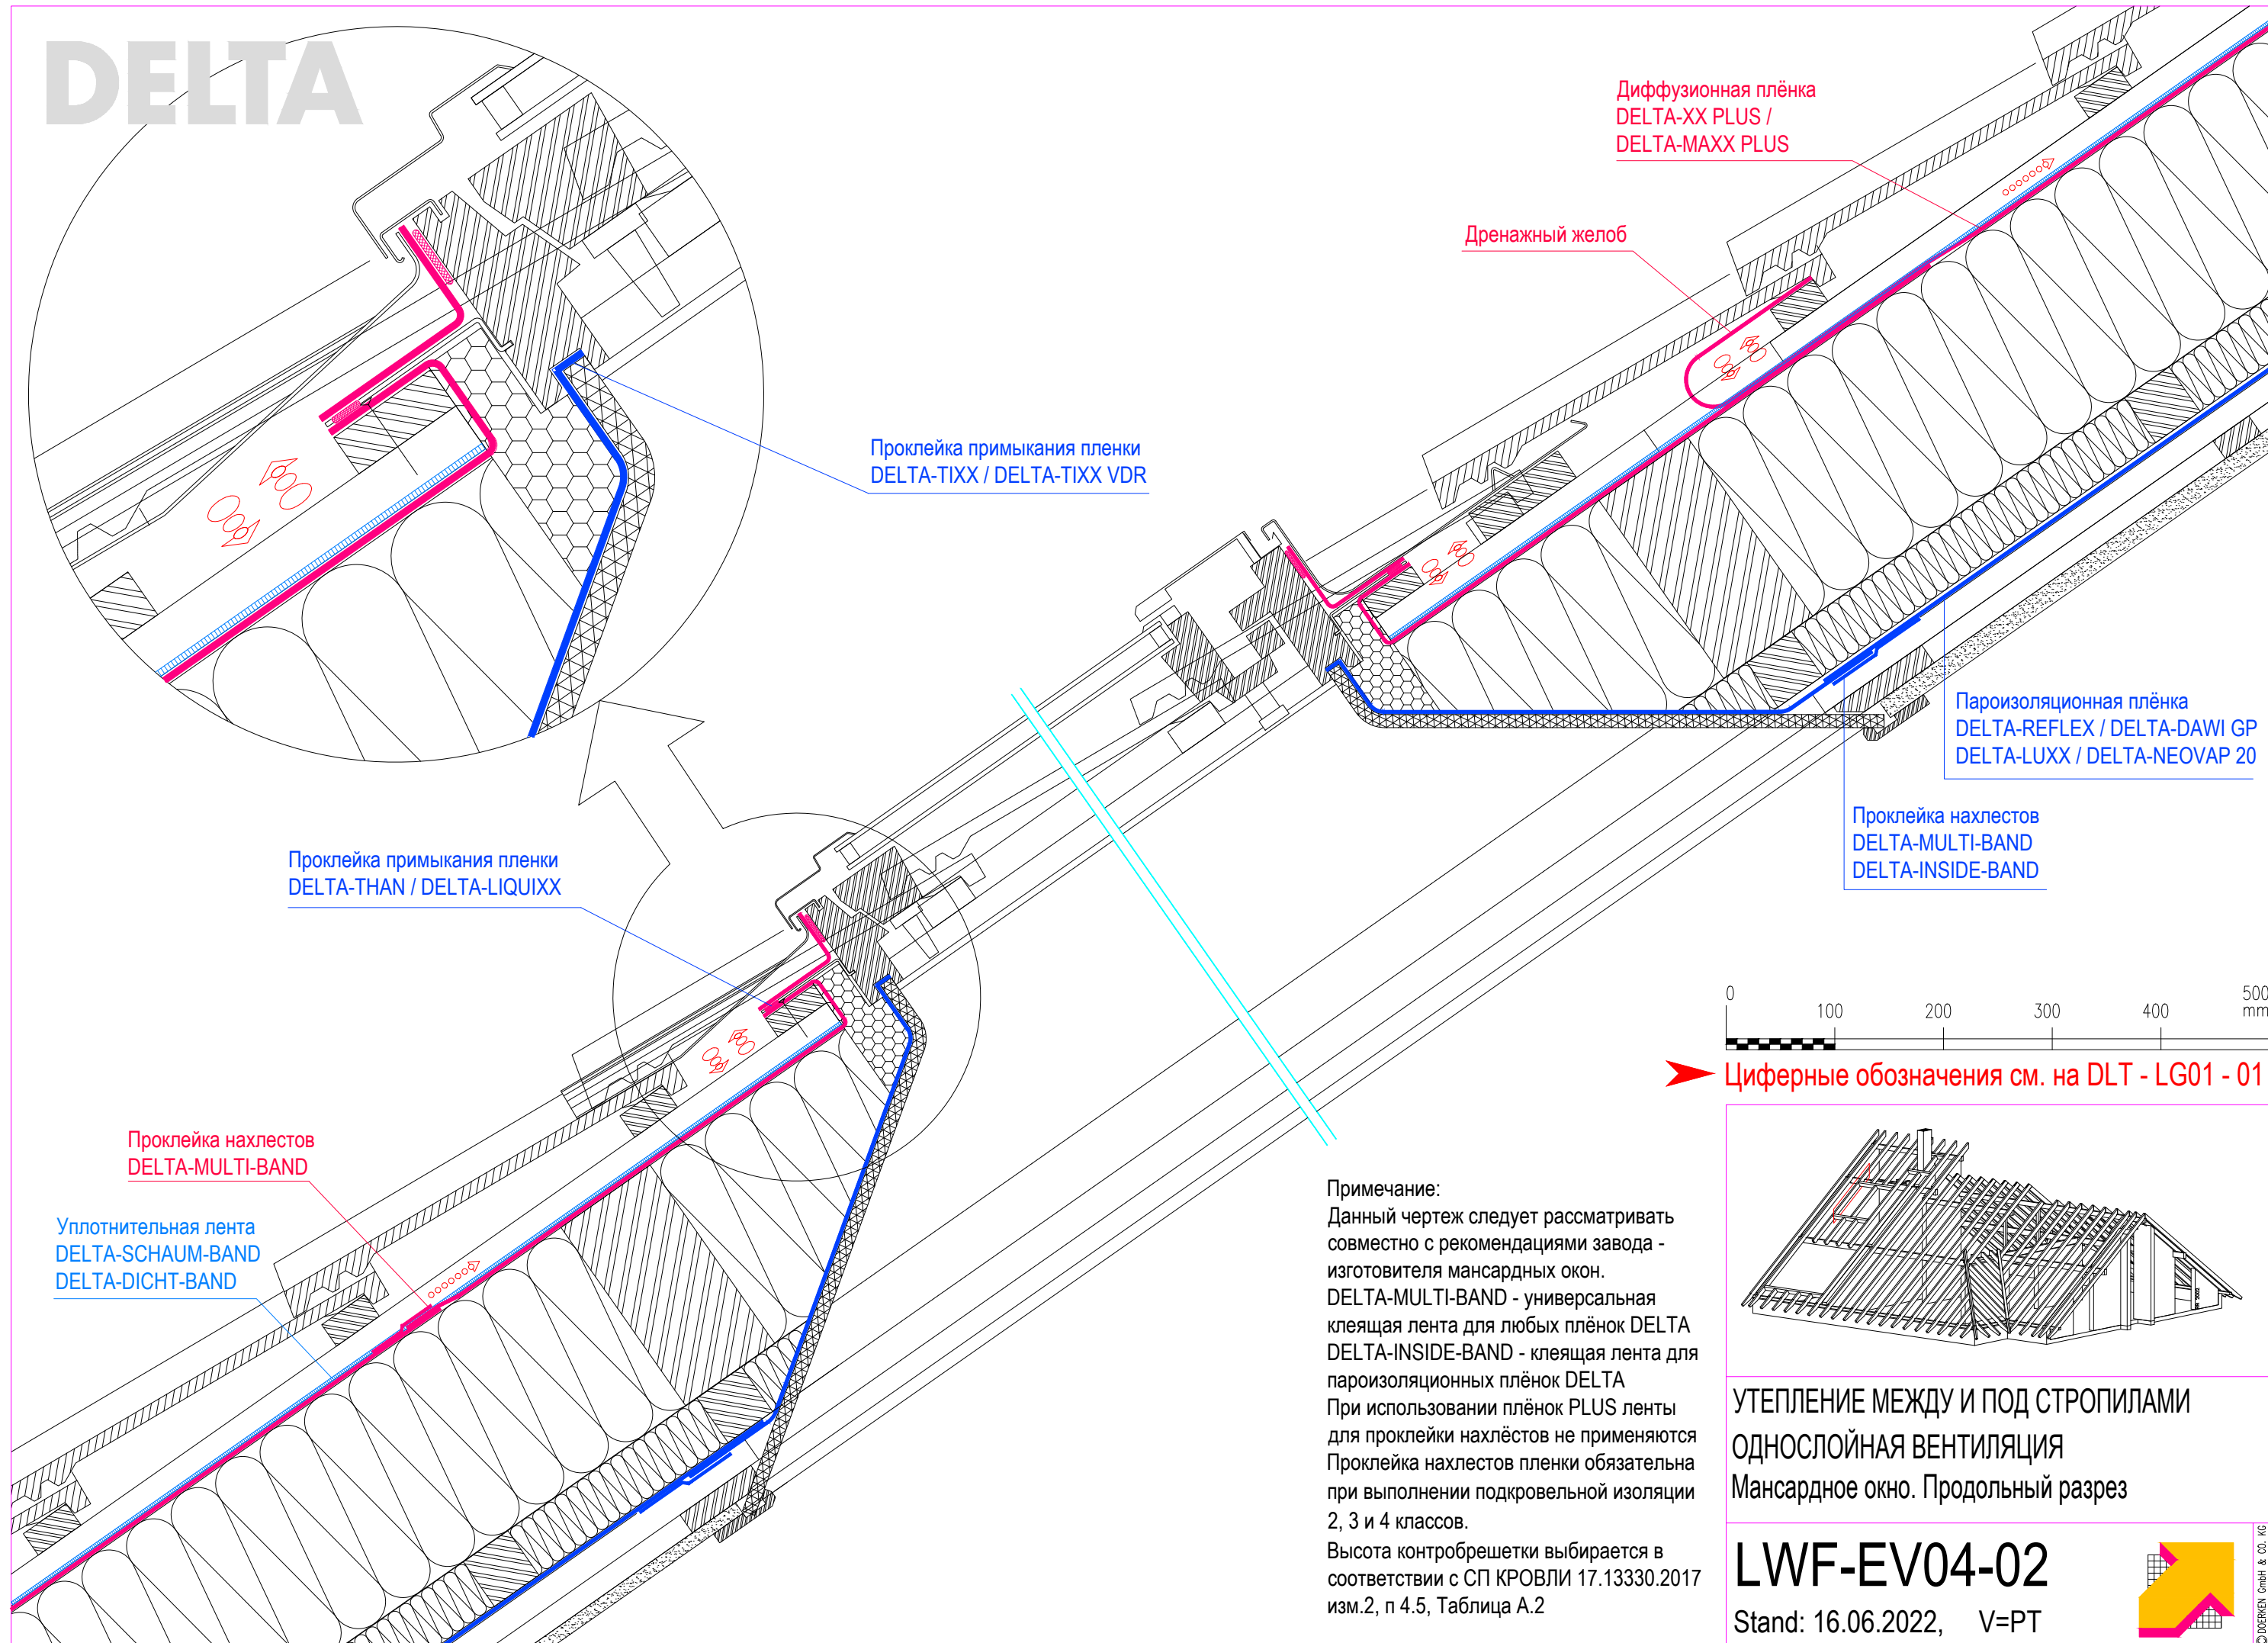 DELTA
Диффузионная плёнка
DELTA-XX PLUS /
DELTA-MAXX PLUS
Дренажный желоб
Проклейка примыкания пленки
DELTA-TIXX / DELTA-TIXX VDR
Пароизоляционная плёнка
DELTA-REFLEX / DELTA-DAWI GP
DELTA-LUXX / DELTA-NEOVAP 20
Проклейка нахлестов
DELTA-MULTI-BAND
DELTA-INSIDE-BAND
Проклейка примыкания пленки
DELTA-THAN / DELTA-LIQUIXX
Проклейка нахлестов
DELTA-MULTI-BAND
Уплотнительная лента
DELTA-SCHAUM-BAND
DELTA-DICHT-BAND
0 100 200 300 400 500 mm
Циферные обозначения см. на DLT - LG01 - 01
Примечание:
Данный чертеж следует рассматривать
совместно с рекомендациями завода -
изготовителя мансардных окон.
DELTA-MULTI-BAND - универсальная
клеящая лента для любых плёнок DELTA
DELTA-INSIDE-BAND - клеящая лента для
пароизоляционных плёнок DELTA
При использовании плёнок PLUS ленты
для проклейки нахлёстов не применяются
Проклейка нахлестов пленки обязательна
при выполнении подкровельной изоляции
2, 3 и 4 классов.
Высота контробрешетки выбирается в
соответствии с СП КРОВЛИ 17.13330.2017
изм.2, п 4.5, Таблица А.2
УТЕПЛЕНИЕ МЕЖДУ И ПОД СТРОПИЛАМИ
ОДНОСЛОЙНАЯ ВЕНТИЛЯЦИЯ
Мансардное окно. Продольный разрез
LWF-EV04-02
Stand: 16.06.2022, V=PT
©DOERKEN GmbH & CO. KG